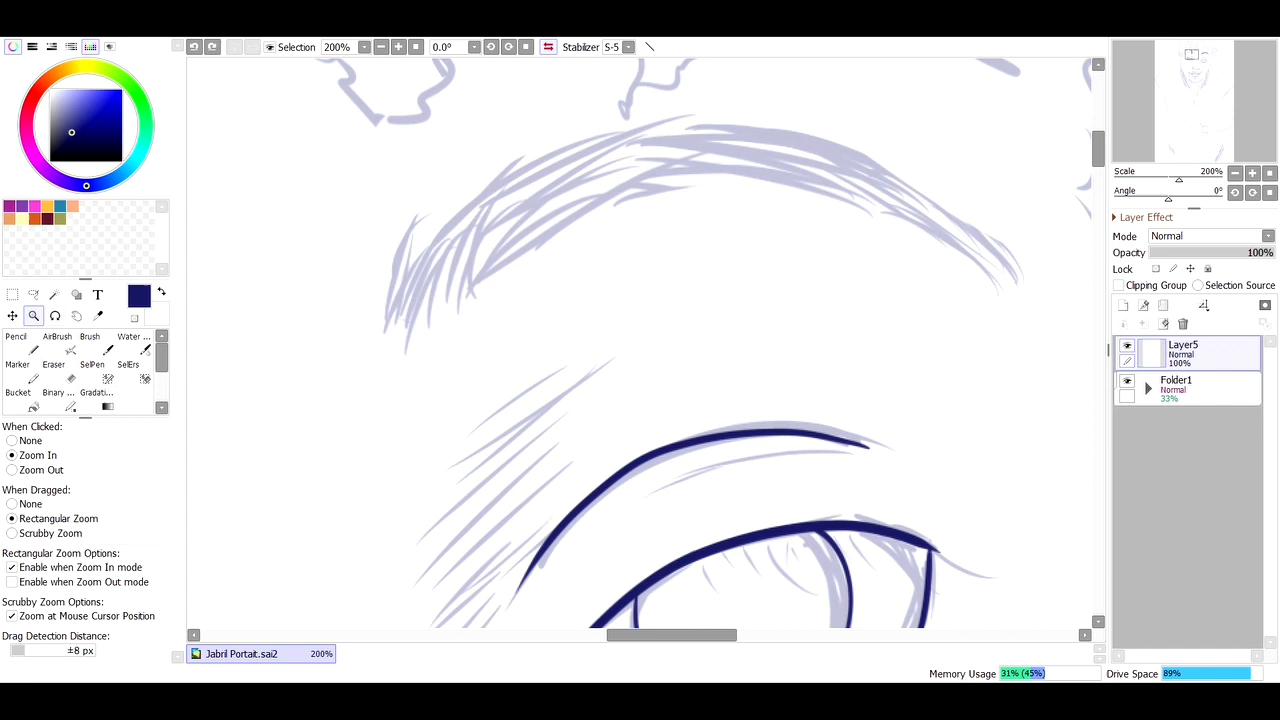 Selection 200% 0.0° Stabilizer S-5
Scale 200%
Angle 0°
Layer Effect
Mode Normal
Opacity 100%
Lock
Clipping Group Selection Source
Layer5
Normal
100%
Folder1
Normal
33%
T
Pencil AirBrush Brush Water ...
Marker Eraser SelPen SelErs
Bucket Binary ... Gradati...
When Clicked:
None
Zoom In
Zoom Out
When Dragged:
None
Rectangular Zoom
Scrubby Zoom
Rectangular Zoom Options:
Enable when Zoom In mode
Enable when Zoom Out mode
Scrubby Zoom Options:
Zoom at Mouse Cursor Position
Drag Detection Distance:
±8 px
Jabril Portait.sai2 200%
Memory Usage 31% (45%) Drive Space 89%